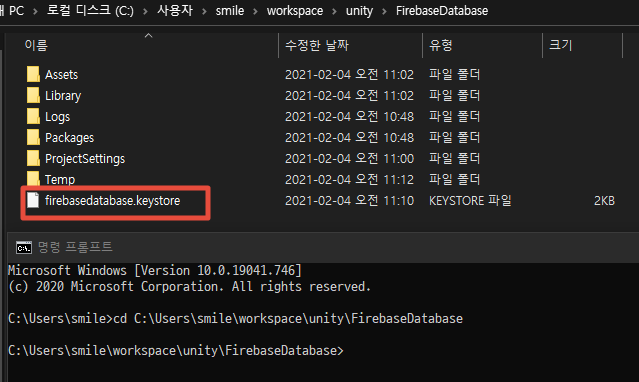 PC > 로컬 디스크 (C:) > 사용자 > smile > workspace > unity > FirebaseDatabase
이름 수정한 날짜 유형 크기
Assets 2021-02-04 오전 11:02 파일 폴더
Library 2021-02-04 오전 11:02 파일 폴더
Logs 2021-02-04 오전 10:48 파일 폴더
Packages 2021-02-04 오전 10:48 파일 폴더
ProjectSettings 2021-02-04 오전 11:00 파일 폴더
Temp 2021-02-04 오전 11:12 파일 폴더
firebasedatabase.keystore 2021-02-04 오전 11:10 KEYSTORE 파일 2KB
명령 프롬프트
Microsoft Windows [Version 10.0.19041.746]
(c) 2020 Microsoft Corporation. All rights reserved.
C:\Users\smile>cd C:\Users\smile\workspace\unity\FirebaseDatabase
C:\Users\smile\workspace\unity\FirebaseDatabase>